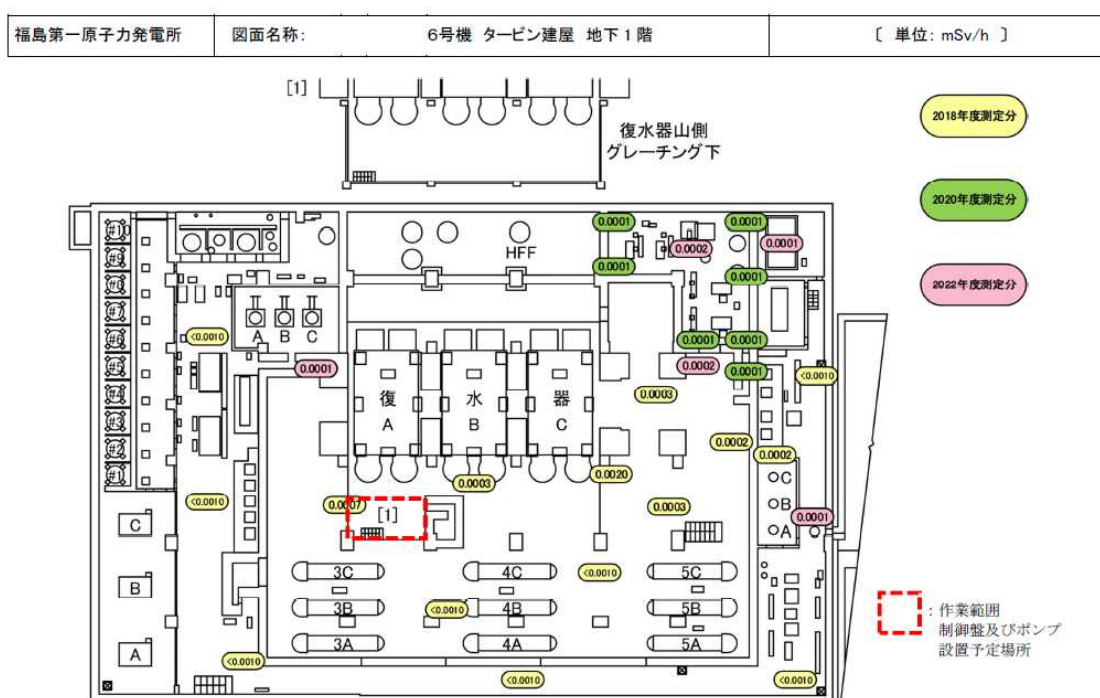 福島第一原子力発電所
図面名称:
6号機 タービン建屋 地下1階
〔 単位: mSv/h 〕
[1]
復水器山側
グレーチング下
2018年度測定分
2020年度測定分
2022年度測定分
#10
#9
#8
#7
#6
#5
#4
#3
#2
#1
HFF
0.0001
0.0001
0.0002
0.0001
0.0001
0.0001
A B C
<0.0010
0.0001
0.0001
0.0001
0.0002
0.0001
<0.0010
0.0003
復
A
水
B
器
C
0.0002
0.0002
0.0020
0.0003
C
B
A
<0.0010
0.0007
[1]
0.0003
0.0001
C
B
A
3C
4C
<0.0010
5C
3B
<0.0010
4B
5B
3A
4A
5A
<0.0010
<0.0010
<0.0010
: 作業範囲
制御盤及びポンプ
設置予定場所